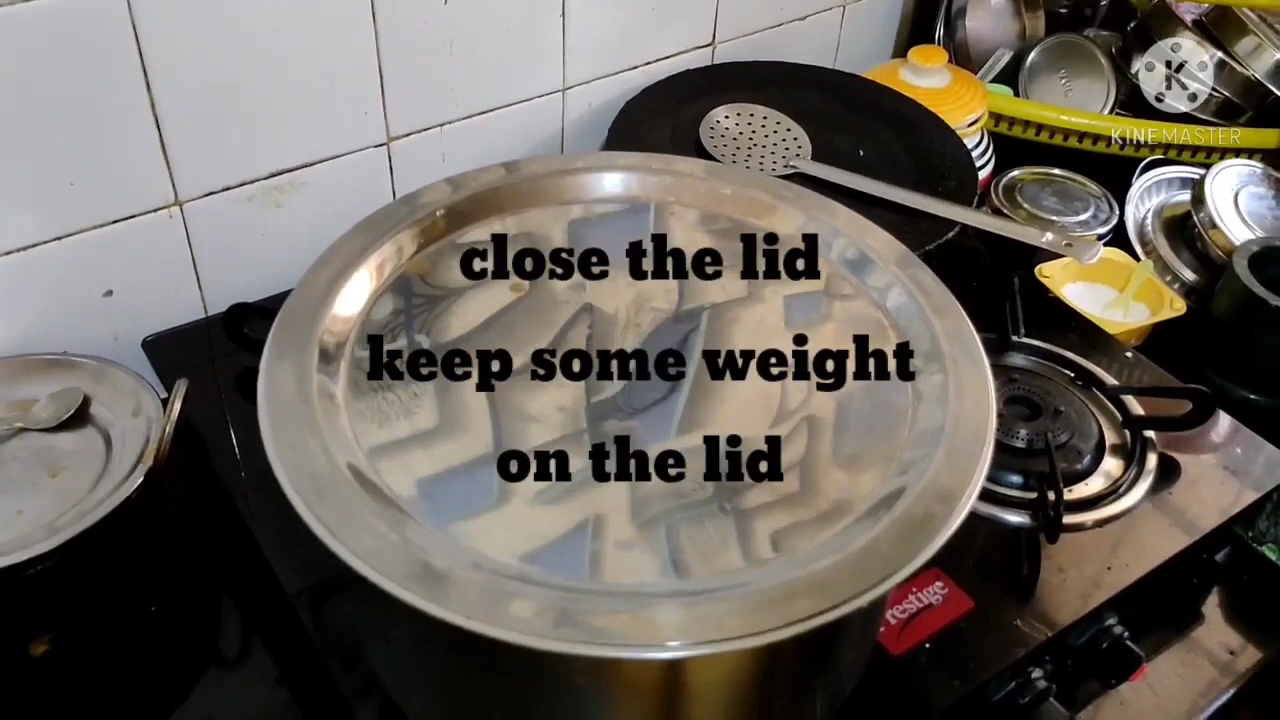 K
KINEMASTER
close the lid
keep some weight
on the lid
restige